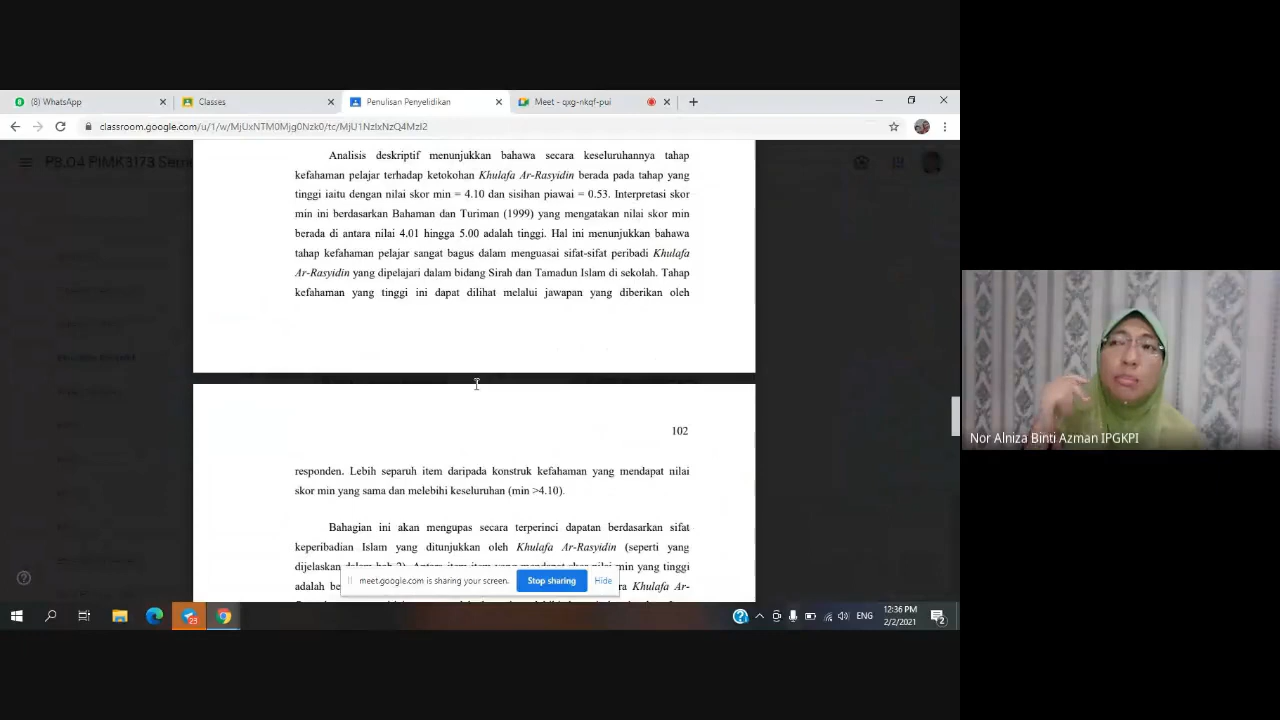 (8) WhatsApp
Classes
Penulisan Penyelidikan
Meet - qxg-nkqf-pui
classroom.google.com/u/1/w/MjUxNTM0Mjg0Nzk0/tc/MjU1NzIxNzQ4MzI2
Analisis deskriptif menunjukkan bahawa secara keseluruhannya tahap
kefahaman pelajar terhadap ketokohan Khulafa Ar-Rasyidin berada pada tahap yang
tinggi iaitu dengan nilai skor min = 4.10 dan sisihan piawai = 0.53. Interpretasi skor
min ini berdasarkan Bahaman dan Turiman (1999) yang mengatakan nilai skor min
berada di antara nilai 4.01 hingga 5.00 adalah tinggi. Hal ini menunjukkan bahawa
tahap kefahaman pelajar sangat bagus dalam menguasai sifat-sifat peribadi Khulafa
Ar-Rasyidin yang dipelajari dalam bidang Sirah dan Tamadun Islam di sekolah. Tahap
kefahaman yang tinggi ini dapat dilihat melalui jawapan yang diberikan oleh
102
responden. Lebih separuh item daripada konstruk kefahaman yang mendapat nilai
skor min yang sama dan melebihi keseluruhan (min >4.10).
Bahagian ini akan mengupas secara terperinci dapatan berdasarkan sifat
keperibadian Islam yang ditunjukkan oleh Khulafa Ar-Rasyidin (seperti yang
min yang tinggi
adalah
Khulafa Ar-
meet.google.com is sharing your screen.
Stop sharing
Hide
Nor Alniza Binti Azman IPGKPI
23
ENG
12:36 PM
2/2/2021
2